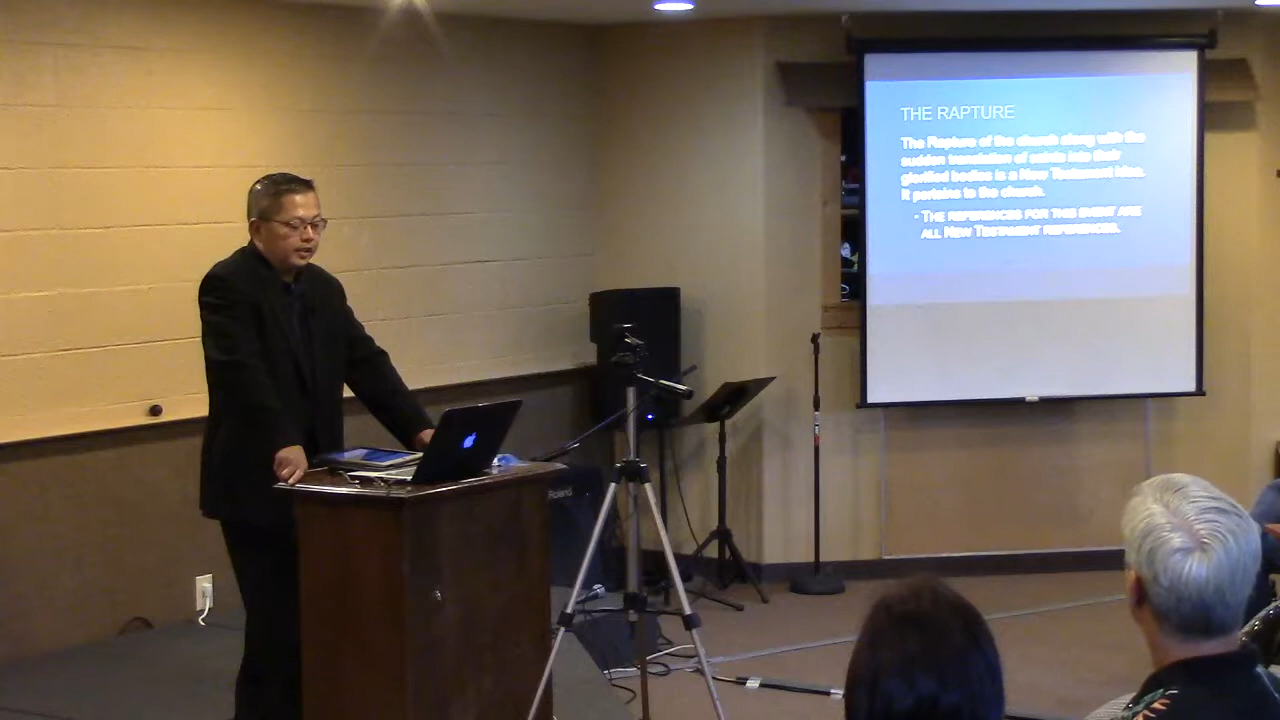 THE RAPTURE
The Rapture of the church along with the
sudden translation of saints into their
glorified bodies is a New Testament idea.
It pertains to the church.
• THE REFERENCES FOR THIS EVENT ARE
ALL NEW TESTAMENT REFERENCES.
Roland